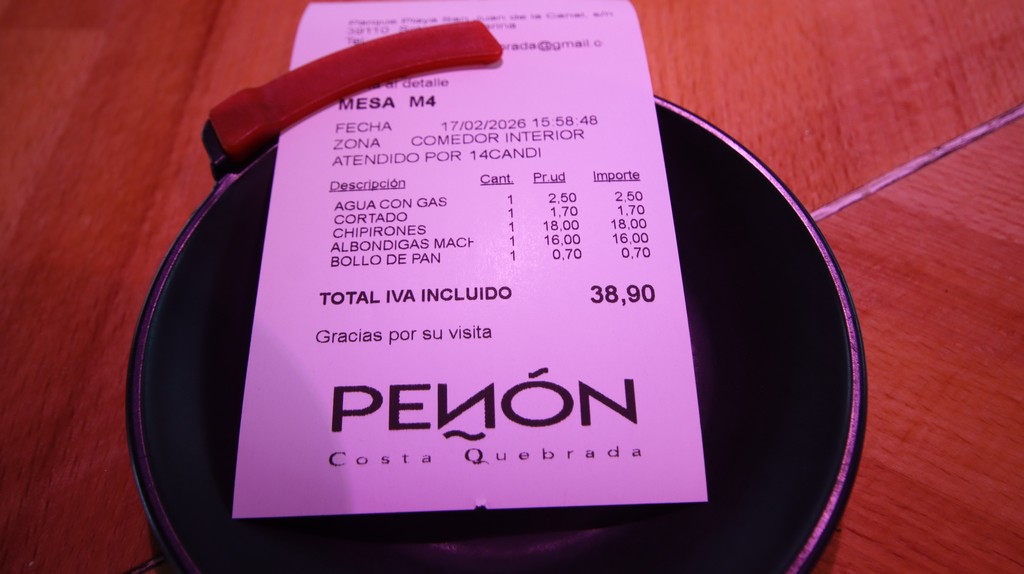 Parque Playa San Juan de la Canal, s/n
39110
brada@gmail.c
al detalle
MESA M4
FECHA 17/02/2026 15:58:48
ZONA COMEDOR INTERIOR
ATENDIDO POR 14CANDI
Descripción Cant. Pr.ud Importe
AGUA CON GAS 1 2,50 2,50
CORTADO 1 1,70 1,70
CHIPIRONES 1 18,00 18,00
ALBONDIGAS MACH 1 16,00 16,00
BOLLO DE PAN 1 0,70 0,70
TOTAL IVA INCLUIDO 38,90
Gracias por su visita
PEÑÓN
Costa Quebrada